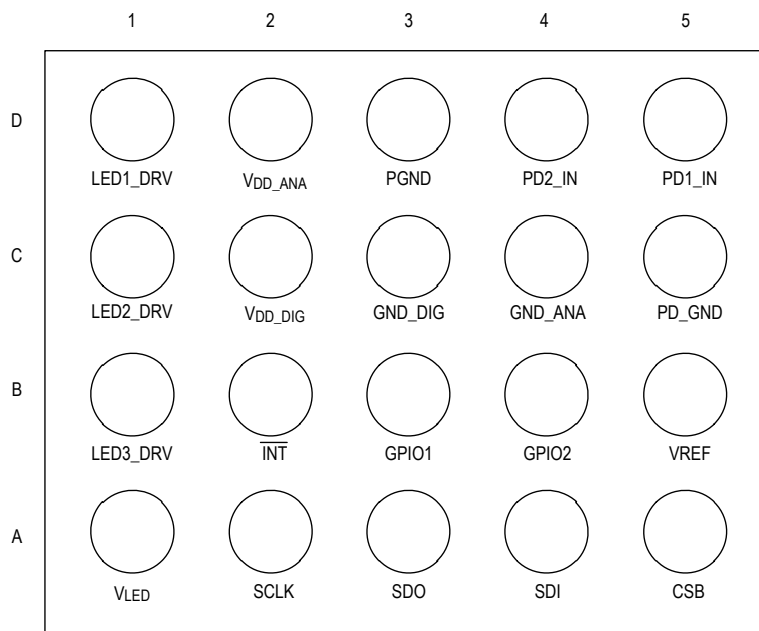 1 2 3 4 5
D
LED1_DRV VDD_ANA PGND PD2_IN PD1_IN
C
LED2_DRV VDD_DIG GND_DIG GND_ANA PD_GND
B
LED3_DRV I̅N̅T̅ GPIO1 GPIO2 VREF
A
VLED SCLK SDO SDI CSB